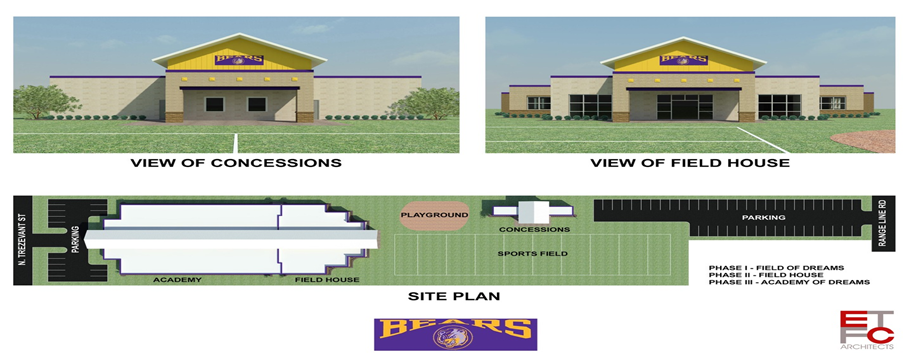 BEARS
BEARS
VIEW OF CONCESSIONS
VIEW OF FIELD HOUSE
N. TREZEVANT ST
PARKING
ACADEMY
FIELD HOUSE
PLAYGROUND
CONCESSIONS
SPORTS FIELD
PARKING
RANGE LINE RD
PHASE I - FIELD OF DREAMS
PHASE II - FIELD HOUSE
PHASE III - ACADEMY OF DREAMS
SITE PLAN
BEARS
ETFC
ARCHITECTS